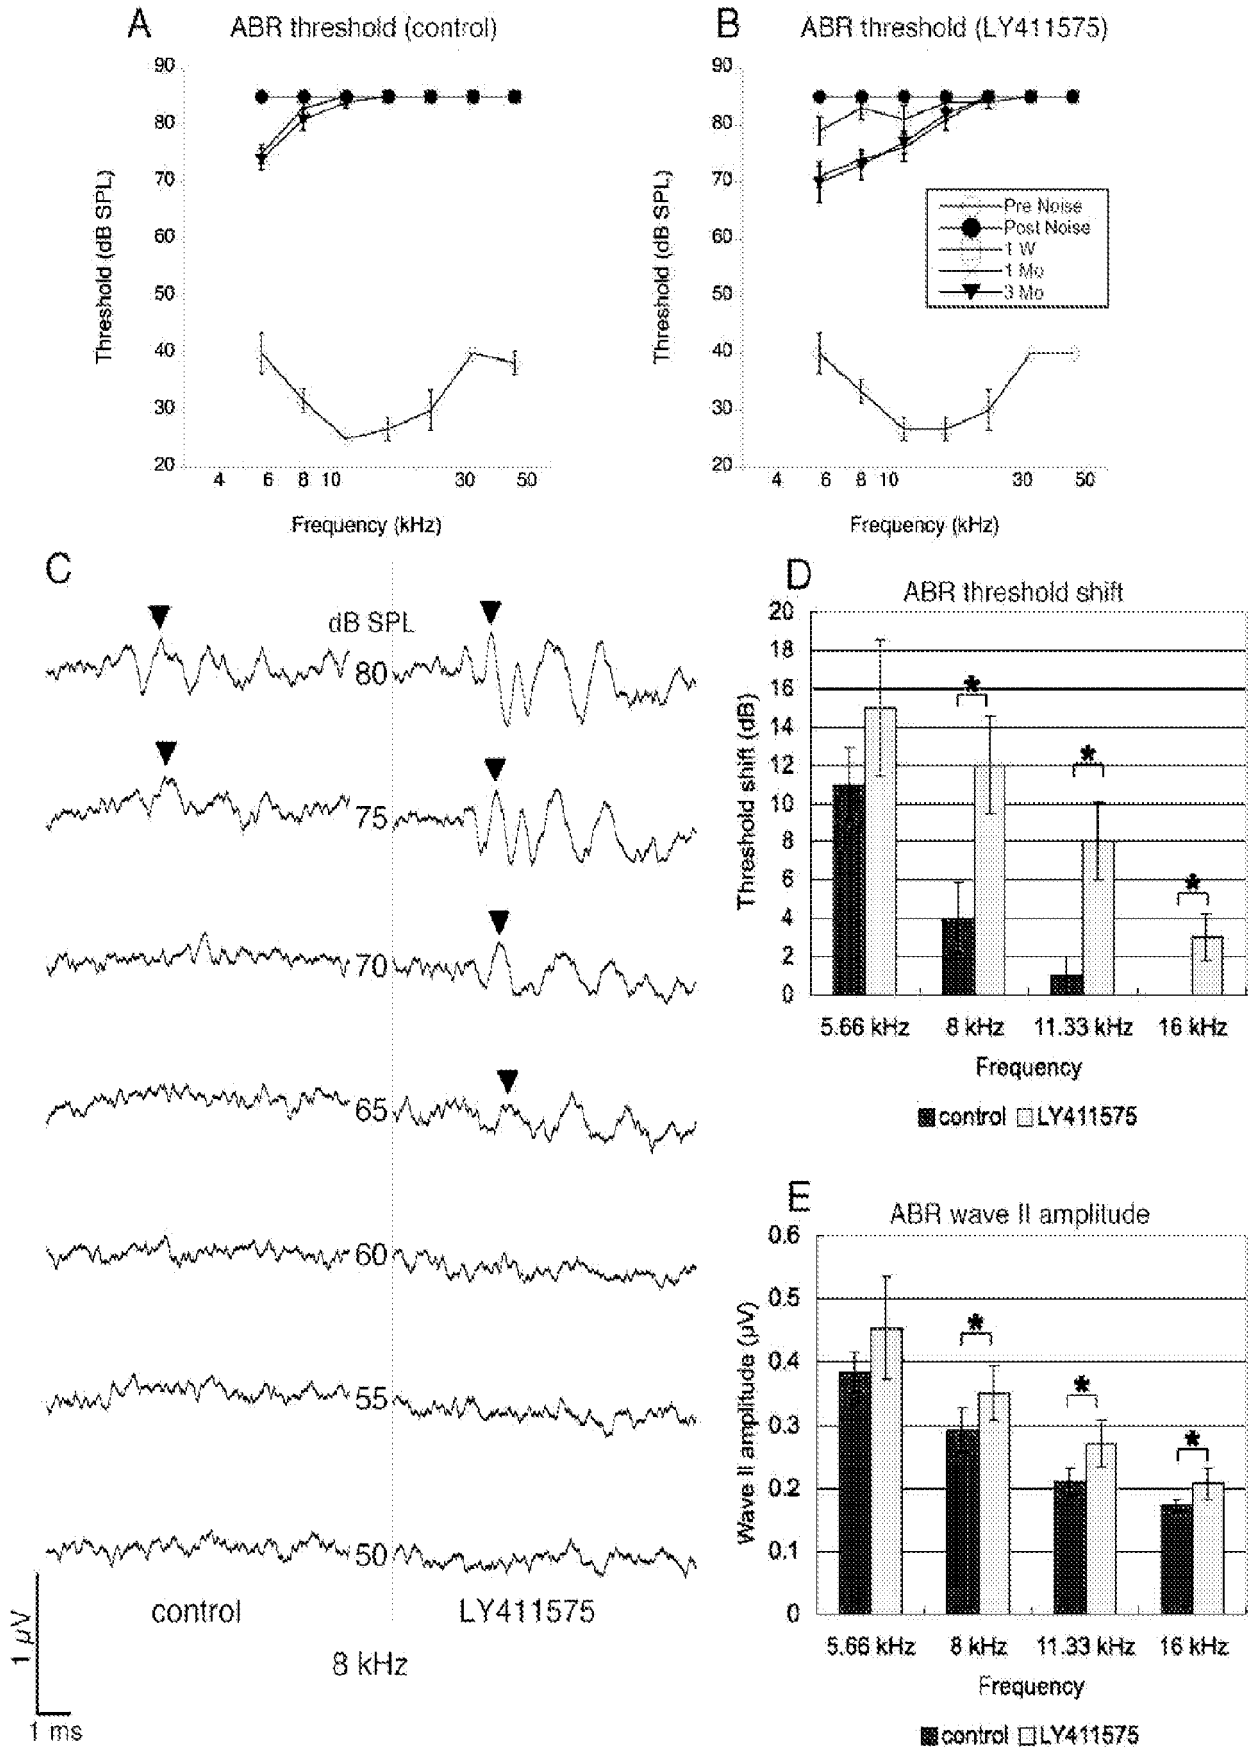 A
ABR threshold (control)
90
80
70
60
50
40
30
20
Threshold (dB SPL)
4 6 8 10 30 50
Frequency (kHz)
B
ABR threshold (LY411575)
90
80
70
60
50
40
30
20
Threshold (dB SPL)
Pre Noise
Post Noise
1 W
1 Mo
3 Mo
4 6 8 10 30 50
Frequency (kHz)
C
dB SPL
80
75
70
65
60
55
50
control
LY411575
8 kHz
1 µV
1 ms
D
ABR threshold shift
20
18
16
14
12
10
8
6
4
2
0
Threshold shift (dB)
*
*
*
5.66 kHz 8 kHz 11.33 kHz 16 kHz
Frequency
control LY411575
E
ABR wave II amplitude
0.6
0.5
0.4
0.3
0.2
0.1
0
Wave II amplitude (µV)
*
*
*
5.66 kHz 8 kHz 11.33 kHz 16 kHz
Frequency
control LY411575